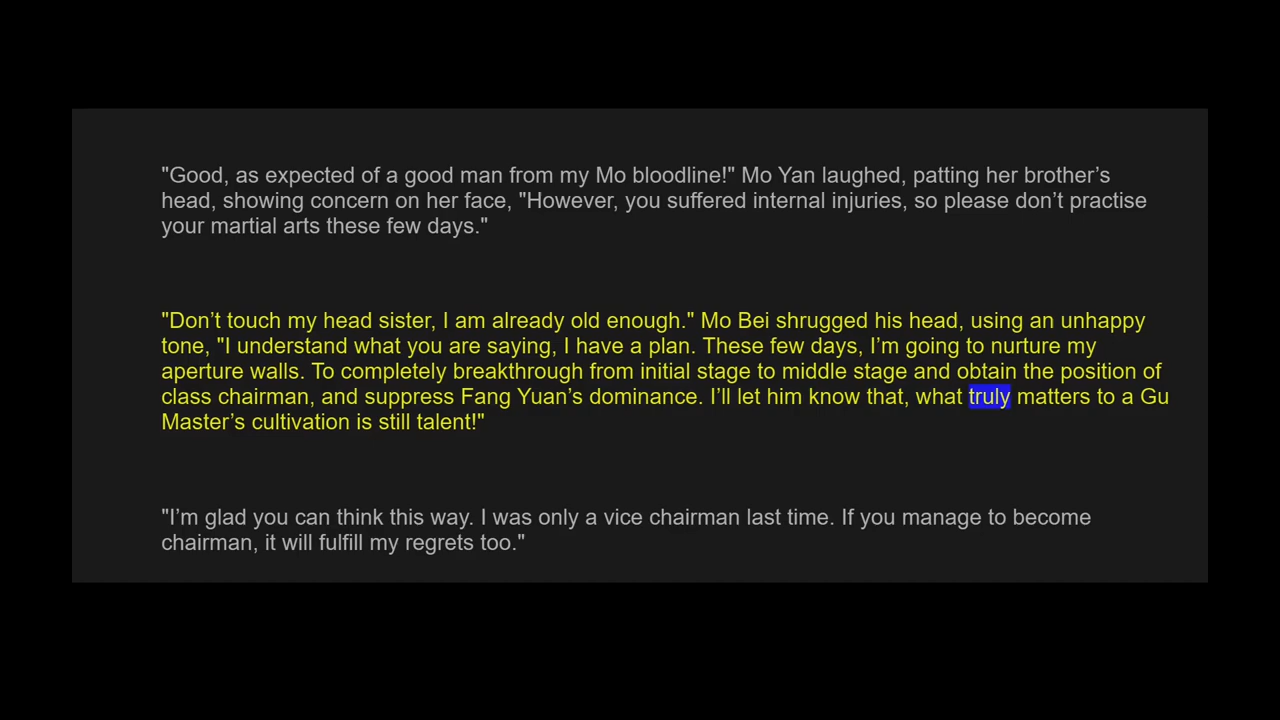 "Good, as expected of a good man from my Mo bloodline!" Mo Yan laughed, patting her brother’s
head, showing concern on her face, "However, you suffered internal injuries, so please don’t practise
your martial arts these few days."
"Don’t touch my head sister, I am already old enough." Mo Bei shrugged his head, using an unhappy
tone, "I understand what you are saying, I have a plan. These few days, I’m going to nurture my
aperture walls. To completely breakthrough from initial stage to middle stage and obtain the position of
class chairman, and suppress Fang Yuan’s dominance. I’ll let him know that, what truly matters to a Gu
Master’s cultivation is still talent!"
"I’m glad you can think this way. I was only a vice chairman last time. If you manage to become
chairman, it will fulfill my regrets too."